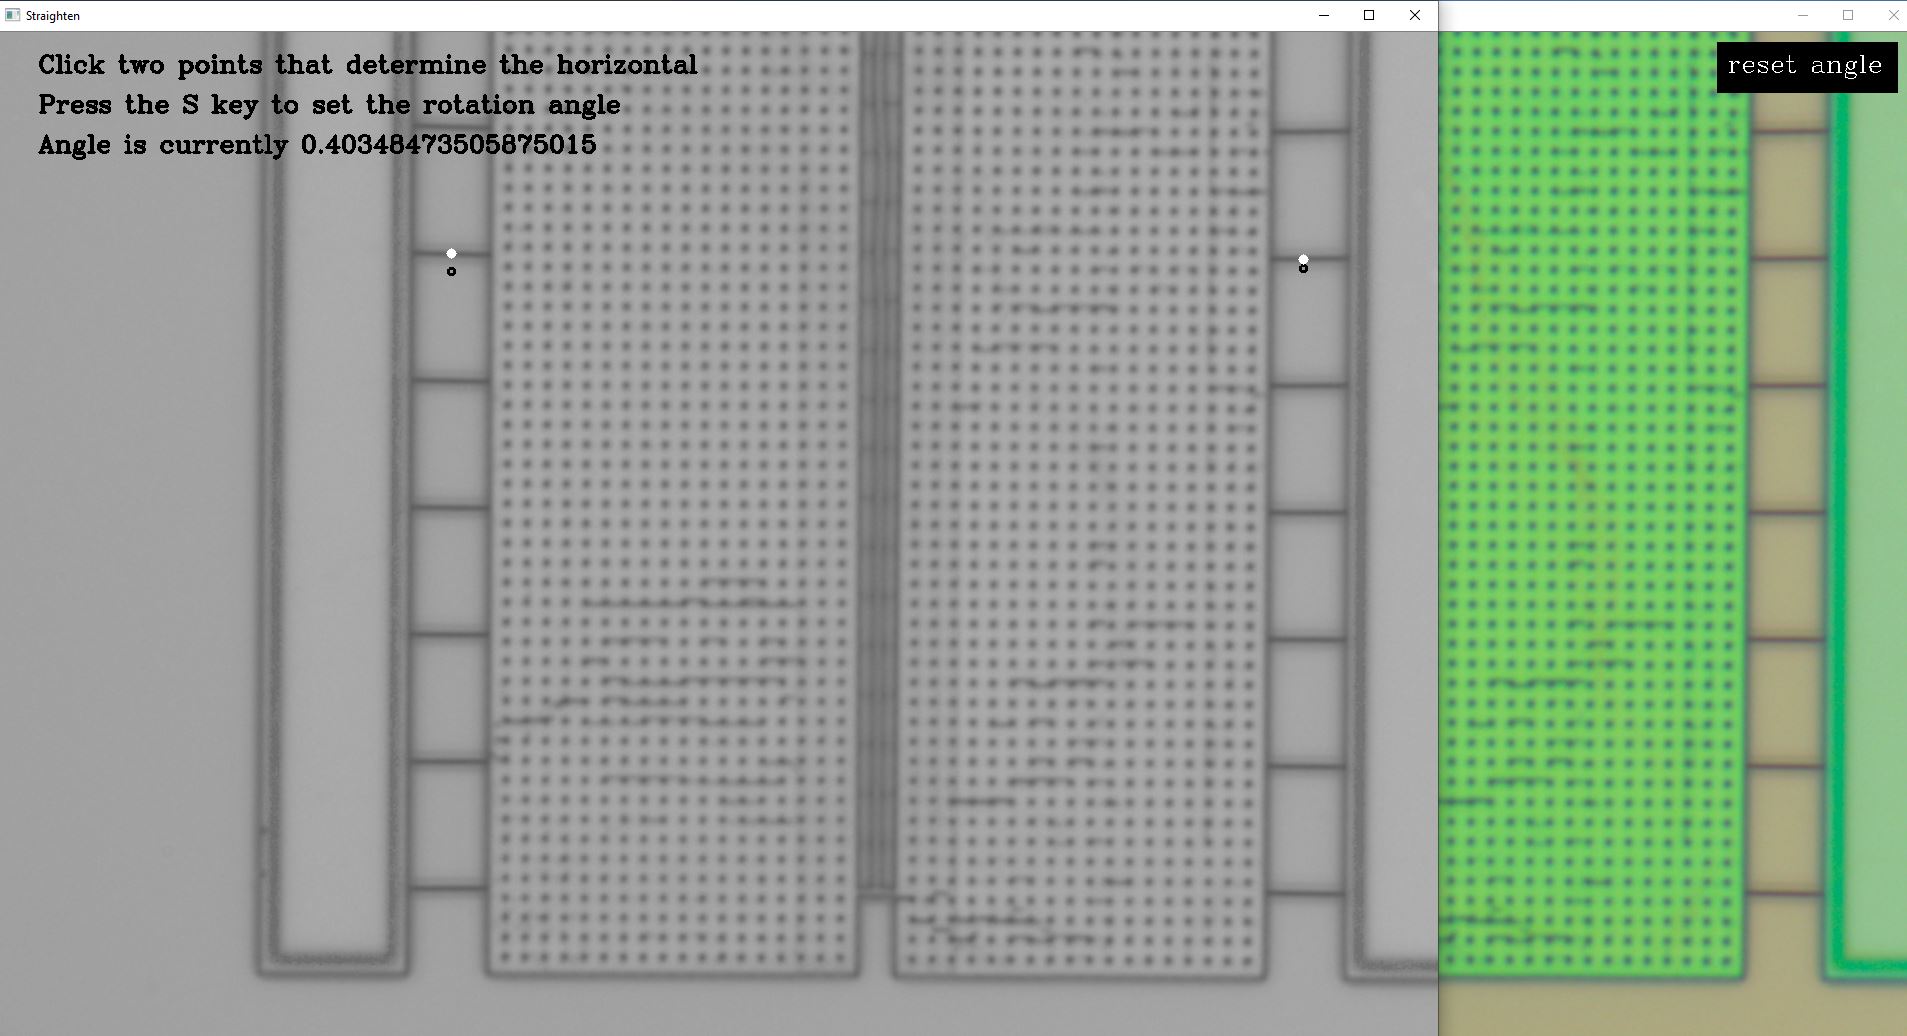 Straighten
Click two points that determine the horizontal
Press the S key to set the rotation angle
Angle is currently 0.40348473505875015
reset angle